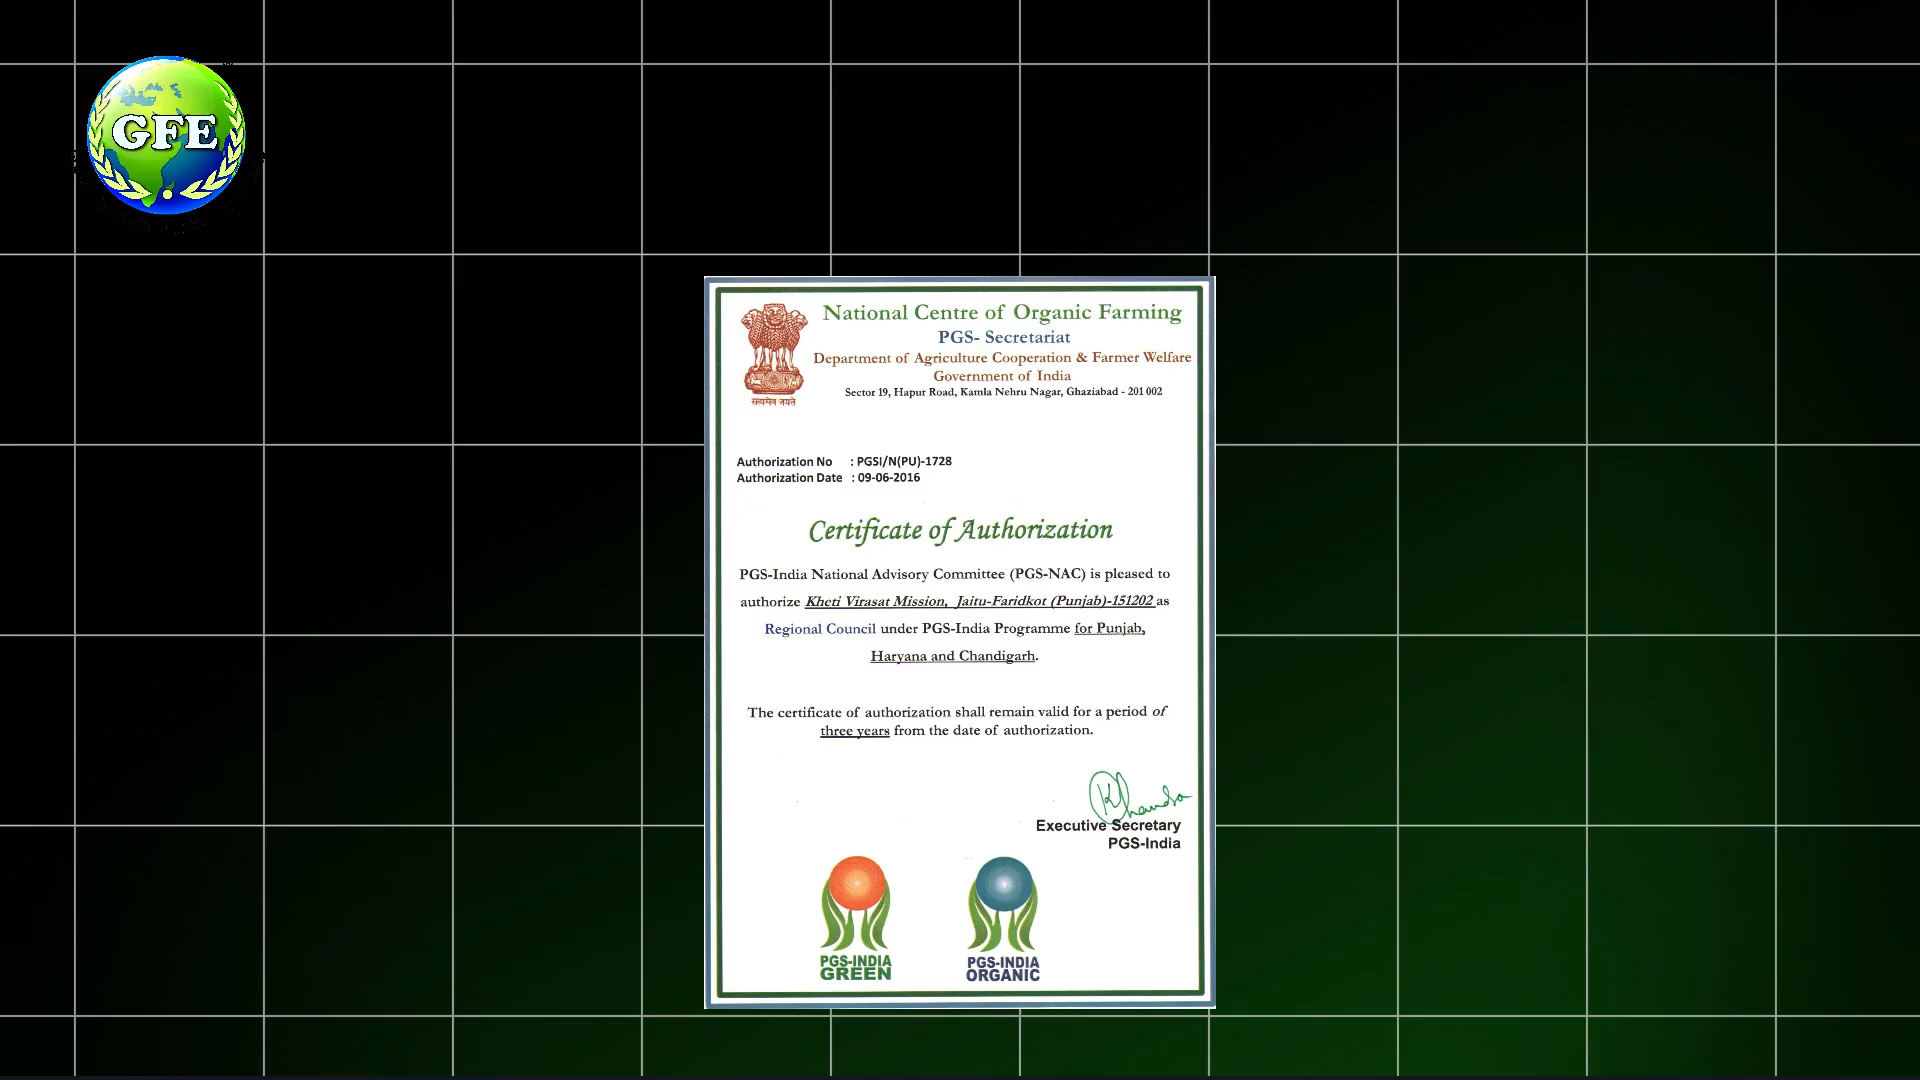 GFE
National Centre of Organic Farming
PGS- Secretariat
Department of Agriculture Cooperation & Farmer Welfare
Government of India
Sector 19, Hapur Road, Kamla Nehru Nagar, Ghaziabad - 201 002
सत्यमेव जयते
Authorization No : PGSI/N(PU)-1728
Authorization Date : 09-06-2016
Certificate of Authorization
PGS-India National Advisory Committee (PGS-NAC) is pleased to
authorize Kheti Virasat Mission, Jaitu-Faridkot (Punjab)-151202 as
Regional Council under PGS-India Programme for Punjab,
Haryana and Chandigarh.
The certificate of authorization shall remain valid for a period of
three years from the date of authorization.
Executive Secretary
PGS-India
PGS-INDIA
GREEN
PGS-INDIA
ORGANIC